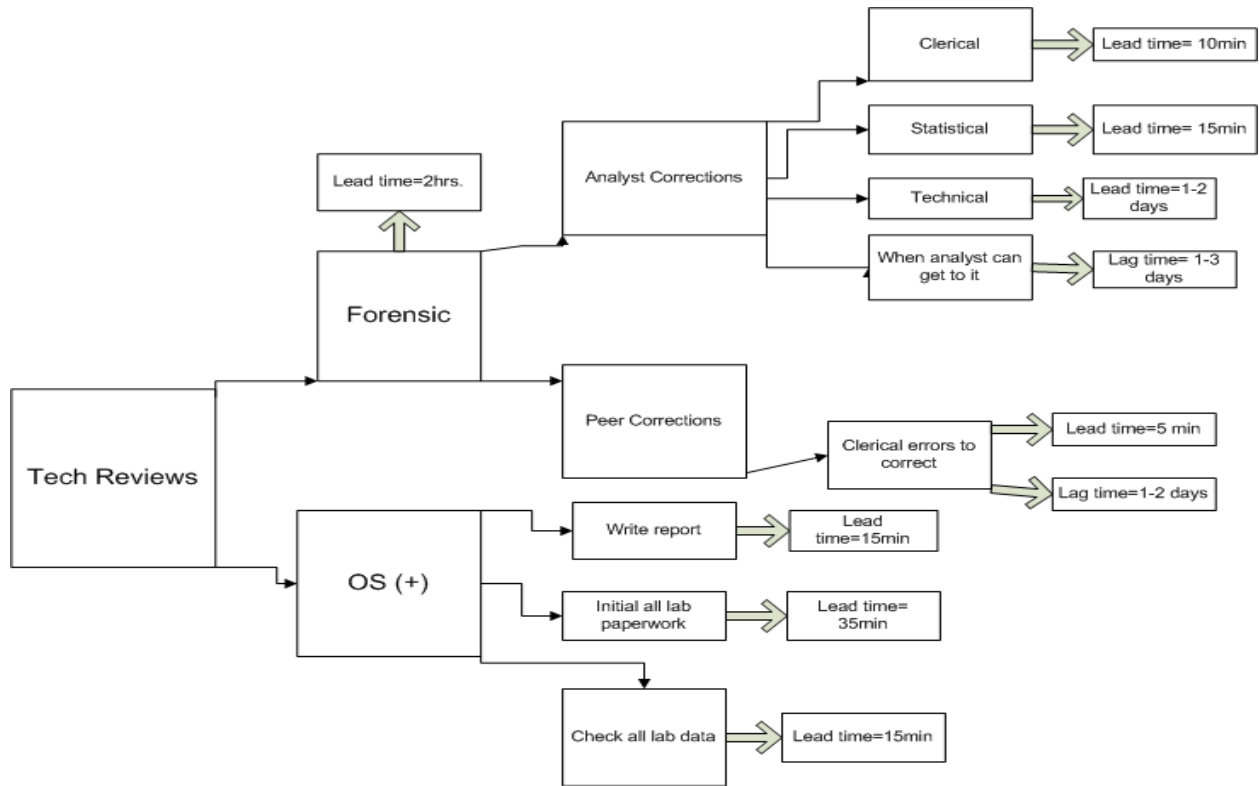 Clerical
Lead time= 10min
Statistical
Lead time= 15min
Lead time=2hrs.
Analyst Corrections
Technical
Lead time=1-2
days
When analyst can
get to it
Lag time= 1-3
days
Forensic
Peer Corrections
Clerical errors to
correct
Lead time=5 min
Lag time=1-2 days
Tech Reviews
Write report
Lead
time=15min
OS (+)
Initial all lab
paperwork
Lead time=
35min
Check all lab data
Lead time=15min